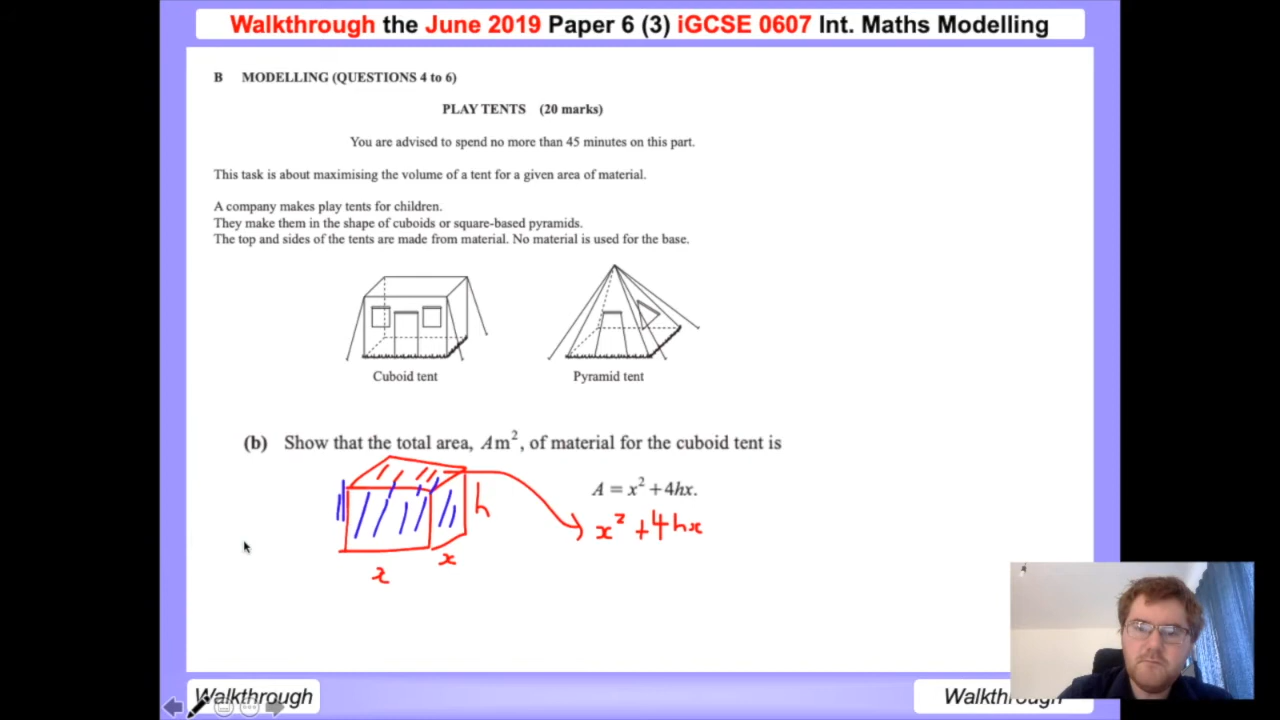 Walkthrough the June 2019 Paper 6 (3) iGCSE 0607 Int. Maths Modelling
B MODELLING (QUESTIONS 4 to 6)
PLAY TENTS (20 marks)
You are advised to spend no more than 45 minutes on this part.
This task is about maximising the volume of a tent for a given area of material.
A company makes play tents for children.
They make them in the shape of cuboids or square-based pyramids.
The top and sides of the tents are made from material. No material is used for the base.
Cuboid tent
Pyramid tent
(b) Show that the total area, Am², of material for the cuboid tent is
A = x² + 4hx.
h
x² + 4hx
x
x
Walkthrough
Walkthrough